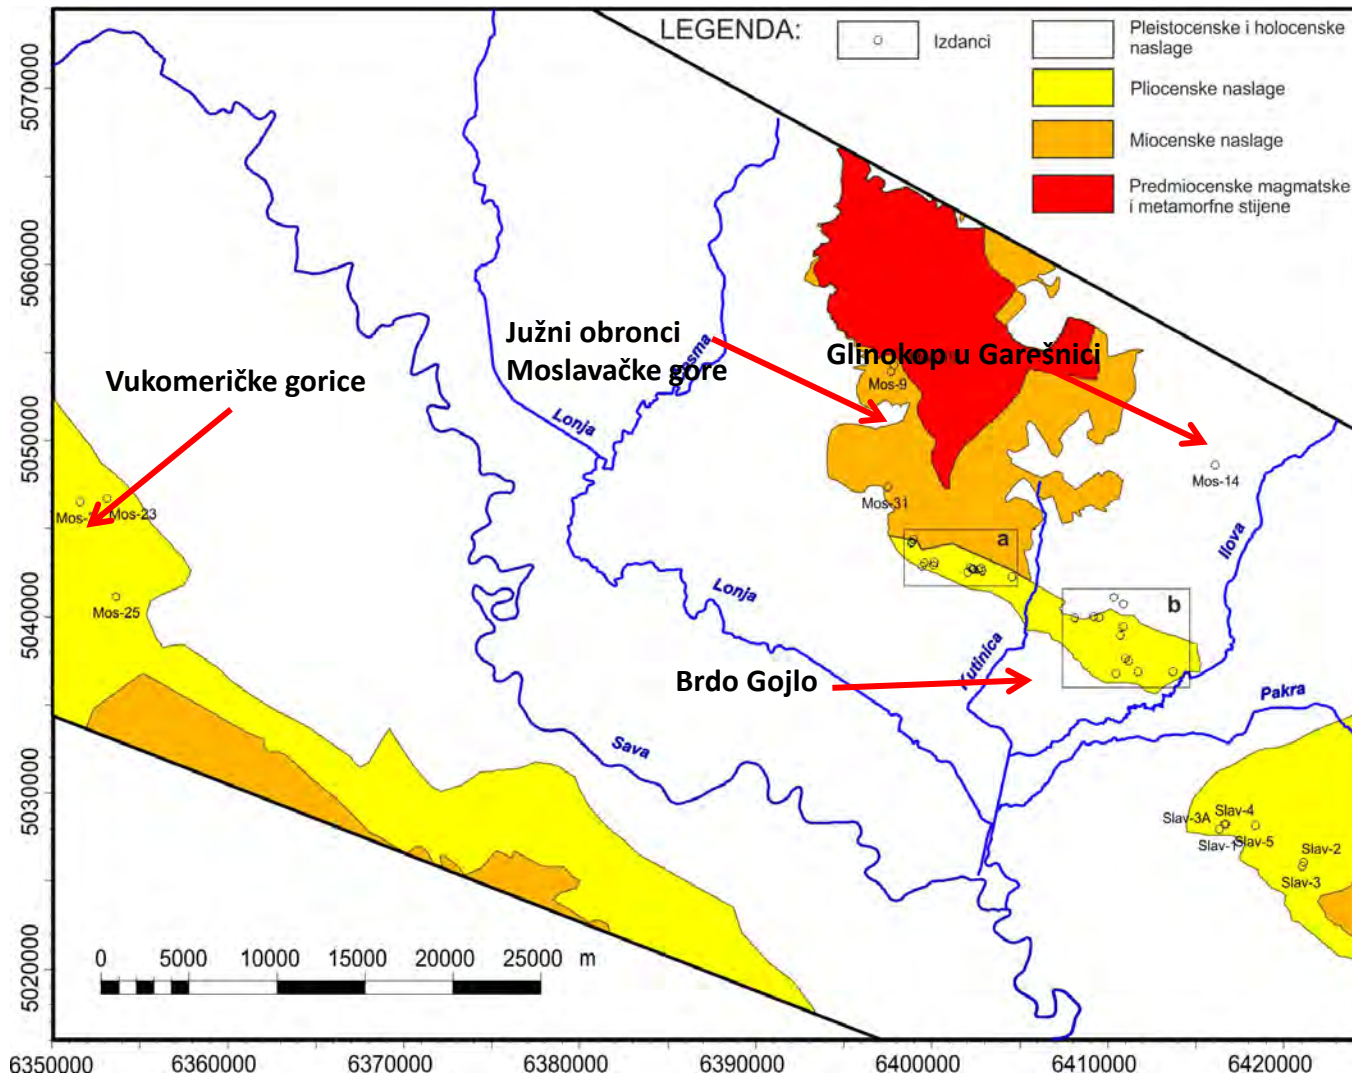 LEGENDA:
Izdanci
Pleistocenske i holocenske
naslage
Pliocenske naslage
Miocenske naslage
Predmiocenske magmatske
i metamorfne stijene
5070000
5060000
5050000
5040000
5030000
5020000
Južni obronci
Moslavačke gore
Glinokop u Garešnici
Vukomeričke gorice
Brdo Gojlo
Lonja
Lonja
Sava
Kutinica
Ilova
Pakra
Mos-9
Mos-14
Mos-31
Mos-23
Mos-25
a
b
Slav-3A
Slav-4
Slav-1
Slav-5
Slav-2
Slav-3
0 5000 10000 15000 20000 25000 m
6350000 6360000 6370000 6380000 6390000 6400000 6410000 6420000